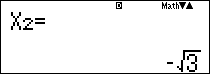 D Math▼▲
X₂=
-√3